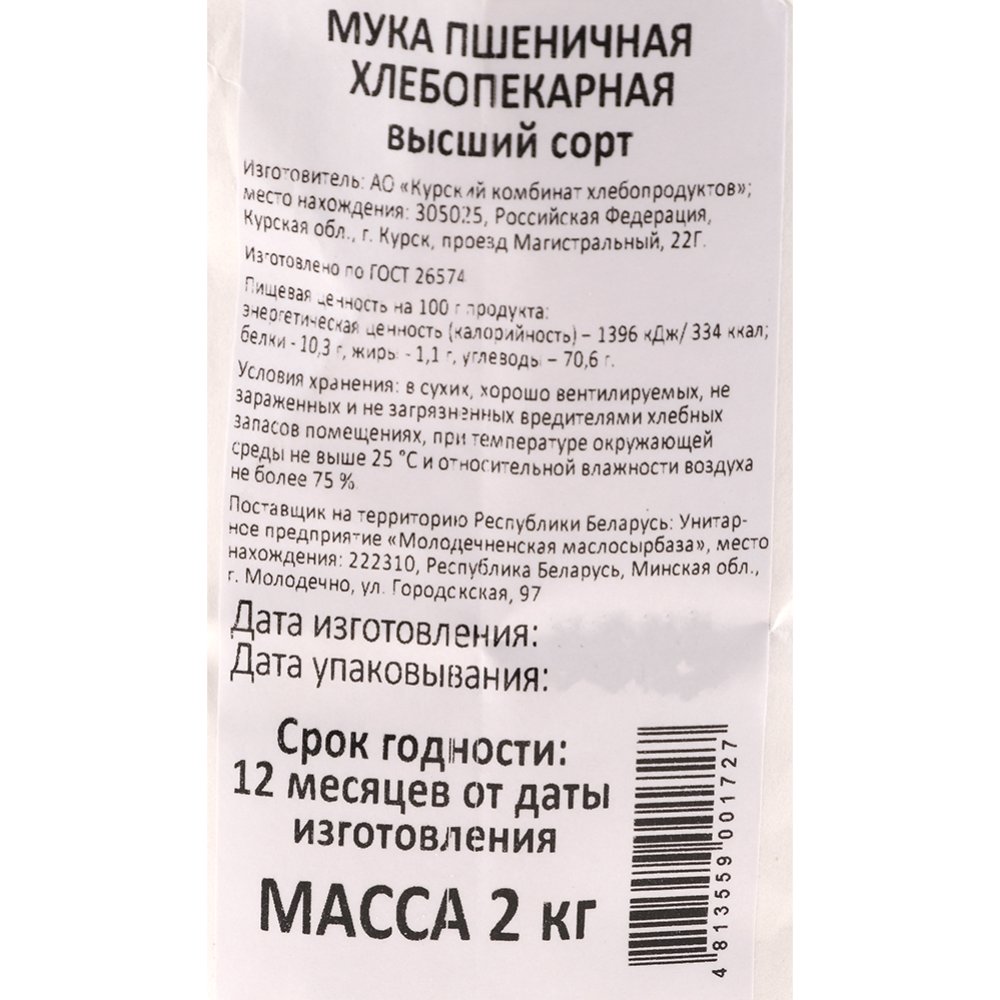 МУКА ПШЕНИЧНАЯ
ХЛЕБОПЕКАРНАЯ
высший сорт
Изготовитель: АО «Курский комбинат хлебопродуктов»;
место нахождения: 305025, Российская Федерация,
Курская обл., г. Курск, проезд Магистральный, 22Г.
Изготовлено по ГОСТ 26574
Пищевая ценность на 100 г продукта:
энергетическая ценность (калорийность) – 1396 кДж/ 334 ккал;
белки - 10,3 г, жиры - 1,1 г, углеводы – 70,6 г.
Условия хранения: в сухих, хорошо вентилируемых, не
зараженных и не загрязненных вредителями хлебных
запасов помещениях, при температуре окружающей
среды не выше 25 °C и относительной влажности воздуха
не более 75 %.
Поставщик на территорию Республики Беларусь: Унитар-
ное предприятие «Молодечненская маслосырбаза», место
нахождения: 222310, Республика Беларусь, Минская обл.,
г. Молодечно, ул. Городскская, 97
Дата изготовления:
Дата упаковывания:
Срок годности:
12 месяцев от даты
изготовления
МАССА 2 кг
4 813559 001727